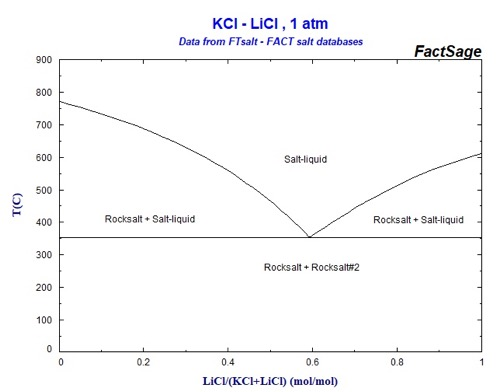 KCl - LiCl , 1 atm
Data from FTsalt - FACT salt databases
FactSage
900
800
700
600
500
400
300
200
100
0
T(C)
Salt-liquid
Rocksalt + Salt-liquid
Rocksalt + Salt-liquid
Rocksalt + Rocksalt#2
0 0.2 0.4 0.6 0.8 1
LiCl/(KCl+LiCl) (mol/mol)